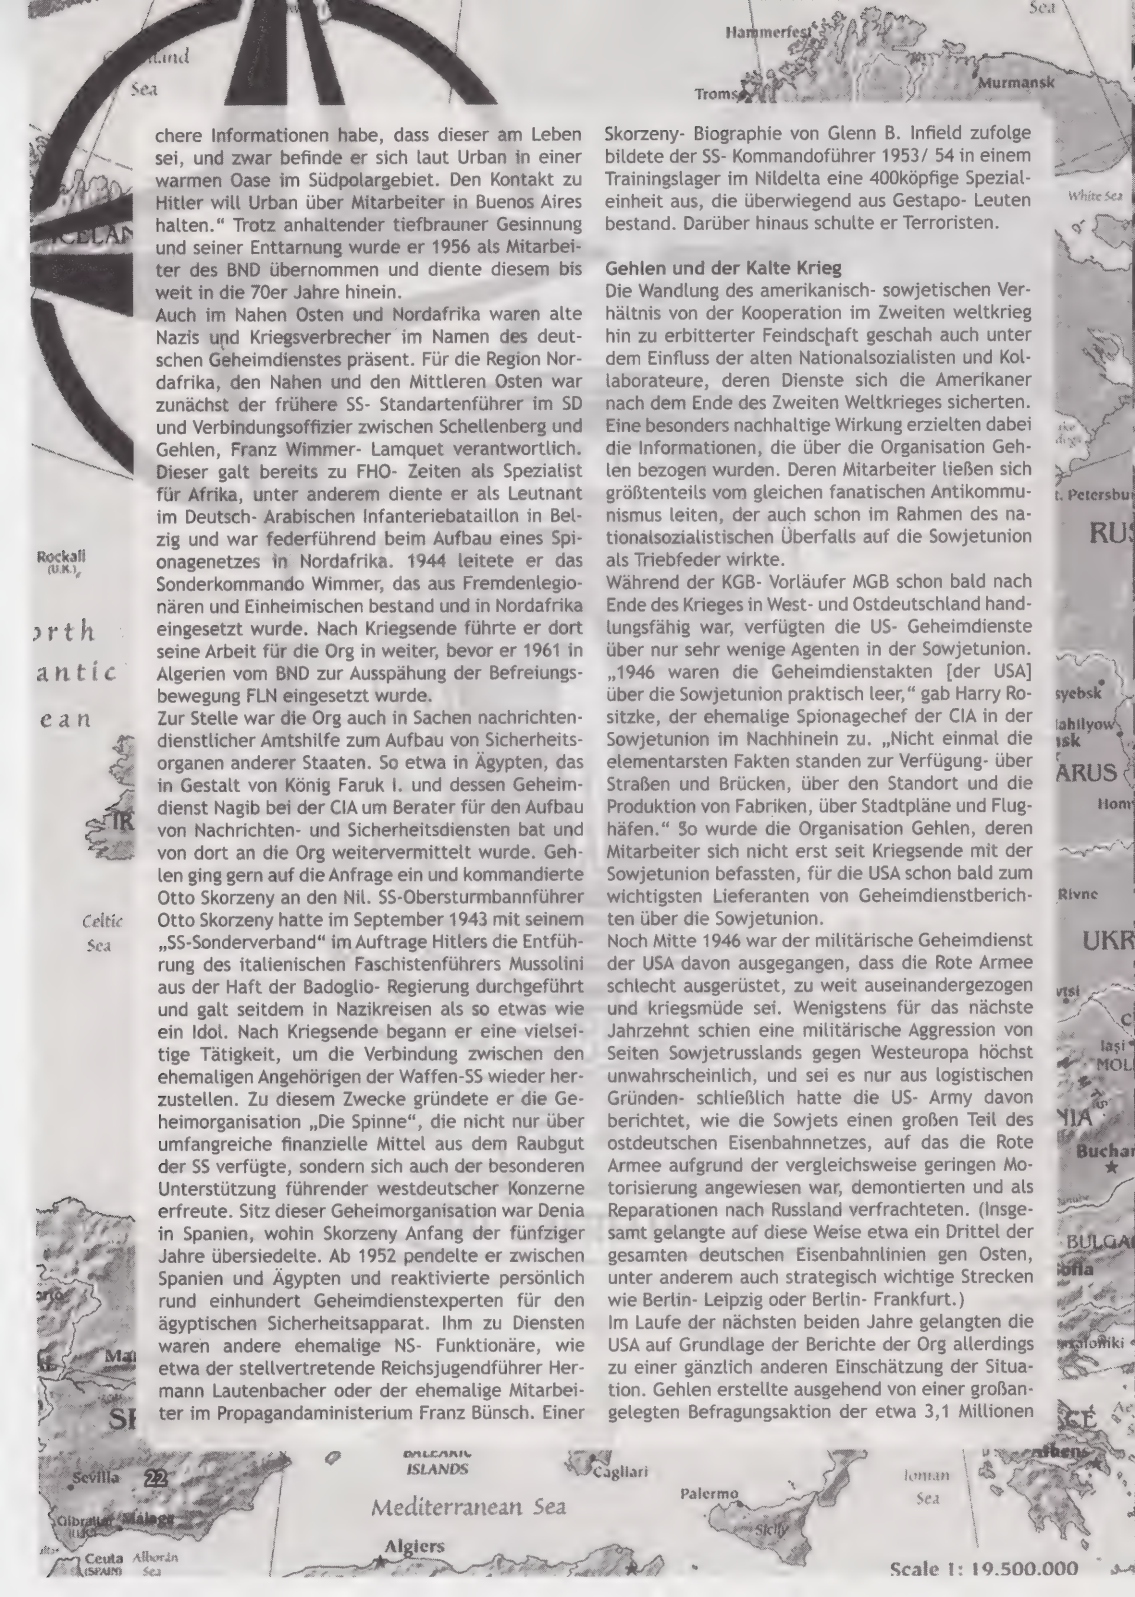 Sea
Hammerfest
Murmansk
Sea
chere Informationen habe, dass dieser am Leben
sei, und zwar befinde er sich laut Urban in einer
warmen Oase im Südpolargebiet. Den Kontakt zu
Hitler will Urban über Mitarbeiter in Buenos Aires
halten.“ Trotz anhaltender tiefbrauner Gesinnung
und seiner Enttarnung wurde er 1956 als Mitarbei-
ter des BND übernommen und diente diesem bis
weit in die 70er Jahre hinein.
Auch im Nahen Osten und Nordafrika waren alte
Nazis und Kriegsverbrecher im Namen des deut-
schen Geheimdienstes präsent. Für die Region Nor-
dafrika, den Nahen und den Mittleren Osten war
zunächst der frühere SS- Standartenführer im SD
und Verbindungsoffizier zwischen Schellenberg und
Gehlen, Franz Wimmer- Lamquet verantwortlich.
Dieser galt bereits zu FHO- Zeiten als Spezialist
für Afrika, unter anderem diente er als Leutnant
im Deutsch- Arabischen Infanteriebataillon in Bel-
zig und war federführend beim Aufbau eines Spi-
onagenetzes in Nordafrika. 1944 leitete er das
Sonderkommando Wimmer, das aus Fremdenlegio-
nären und Einheimischen bestand und in Nordafrika
eingesetzt wurde. Nach Kriegsende führte er dort
seine Arbeit für die Org in weiter, bevor er 1961 in
Algerien vom BND zur Ausspähung der Befreiungs-
bewegung FLN eingesetzt wurde.
Zur Stelle war die Org auch in Sachen nachrichten-
dienstlicher Amtshilfe zum Aufbau von Sicherheits-
organen anderer Staaten. So etwa in Ägypten, das
in Gestalt von König Faruk I. und dessen Geheim-
dienst Nagib bei der CIA um Berater für den Aufbau
von Nachrichten- und Sicherheitsdiensten bat und
von dort an die Org weitervermittelt wurde. Geh-
len ging gern auf die Anfrage ein und kommandierte
Otto Skorzeny an den Nil. SS-Obersturmbannführer
Otto Skorzeny hatte im September 1943 mit seinem
„SS-Sonderverband“ im Auftrage Hitlers die Entfüh-
rung des italienischen Faschistenführers Mussolini
aus der Haft der Badoglio- Regierung durchgeführt
und galt seitdem in Nazikreisen als so etwas wie
ein Idol. Nach Kriegsende begann er eine vielsei-
tige Tätigkeit, um die Verbindung zwischen den
ehemaligen Angehörigen der Waffen-SS wieder her-
zustellen. Zu diesem Zwecke gründete er die Ge-
heimorganisation „Die Spinne“, die nicht nur über
umfangreiche finanzielle Mittel aus dem Raubgut
der SS verfügte, sondern sich auch der besonderen
Unterstützung führender westdeutscher Konzerne
erfreute. Sitz dieser Geheimorganisation war Denia
in Spanien, wohin Skorzeny Anfang der fünfziger
Jahre übersiedelte. Ab 1952 pendelte er zwischen
Spanien und Ägypten und reaktivierte persönlich
rund einhundert Geheimdienstexperten für den
ägyptischen Sicherheitsapparat. Ihm zu Diensten
waren andere ehemalige NS- Funktionäre, wie
etwa der stellvertretende Reichsjugendführer Her-
mann Lautenbacher oder der ehemalige Mitarbei-
ter im Propagandaministerium Franz Bünsch. Einer
Skorzeny- Biographie von Glenn B. Infield zufolge
bildete der SS- Kommandoführer 1953/ 54 in einem
Trainingslager im Nildelta eine 400köpfige Spezial-
einheit aus, die überwiegend aus Gestapo- Leuten
bestand. Darüber hinaus schulte er Terroristen.
Gehlen und der Kalte Krieg
Die Wandlung des amerikanisch- sowjetischen Ver-
hältnis von der Kooperation im Zweiten weltkrieg
hin zu erbitterter Feindschaft geschah auch unter
dem Einfluss der alten Nationalsozialisten und Kol-
laborateure, deren Dienste sich die Amerikaner
nach dem Ende des Zweiten Weltkrieges sicherten.
Eine besonders nachhaltige Wirkung erzielten dabei
die Informationen, die über die Organisation Geh-
len bezogen wurden. Deren Mitarbeiter ließen sich
größtenteils vom gleichen fanatischen Antikommu-
nismus leiten, der auch schon im Rahmen des na-
tionalsozialistischen Überfalls auf die Sowjetunion
als Triebfeder wirkte.
Während der KGB- Vorläufer MGB schon bald nach
Ende des Krieges in West- und Ostdeutschland hand-
lungsfähig war, verfügten die US- Geheimdienste
über nur sehr wenige Agenten in der Sowjetunion.
„1946 waren die Geheimdienstakten [der USA]
über die Sowjetunion praktisch leer,“ gab Harry Ro-
sitzke, der ehemalige Spionagechef der CIA in der
Sowjetunion im Nachhinein zu. „Nicht einmal die
elementarsten Fakten standen zur Verfügung- über
Straßen und Brücken, über den Standort und die
Produktion von Fabriken, über Stadtpläne und Flug-
häfen.“ So wurde die Organisation Gehlen, deren
Mitarbeiter sich nicht erst seit Kriegsende mit der
Sowjetunion befassten, für die USA schon bald zum
wichtigsten Lieferanten von Geheimdienstberich-
ten über die Sowjetunion.
Noch Mitte 1946 war der militärische Geheimdienst
der USA davon ausgegangen, dass die Rote Armee
schlecht ausgerüstet, zu weit auseinandergezogen
und kriegsmüde sei. Wenigstens für das nächste
Jahrzehnt schien eine militärische Aggression von
Seiten Sowjetrusslands gegen Westeuropa höchst
unwahrscheinlich, und sei es nur aus logistischen
Gründen- schließlich hatte die US- Army davon
berichtet, wie die Sowjets einen großen Teil des
ostdeutschen Eisenbahnnetzes, auf das die Rote
Armee aufgrund der vergleichsweise geringen Mo-
torisierung angewiesen war, demontierten und als
Reparationen nach Russland verfrachteten. (Insge-
samt gelangte auf diese Weise etwa ein Drittel der
gesamten deutschen Eisenbahnlinien gen Osten,
unter anderem auch strategisch wichtige Strecken
wie Berlin- Leipzig oder Berlin- Frankfurt.)
Im Laufe der nächsten beiden Jahre gelangten die
USA auf Grundlage der Berichte der Org allerdings
zu einer gänzlich anderen Einschätzung der Situa-
tion. Gehlen erstellte ausgehend von einer großan-
gelegten Befragungsaktion der etwa 3,1 Millionen
White Sea
Rockall
(U.K.)
orth
antic
ean
Celtic
Sea
t. Petersbu
ARUS
Rivne
UKR
Iași
Buchar
BULGA
ISLANDS
Cagliari
Mediterranean Sea
Palermo
Sicily
Ionian
Sea
Athens
Sevilla
22
Málaga
Ceuta
(SPAIN)
Alborán
Sea
Algiers
Scale 1: 19.500.000